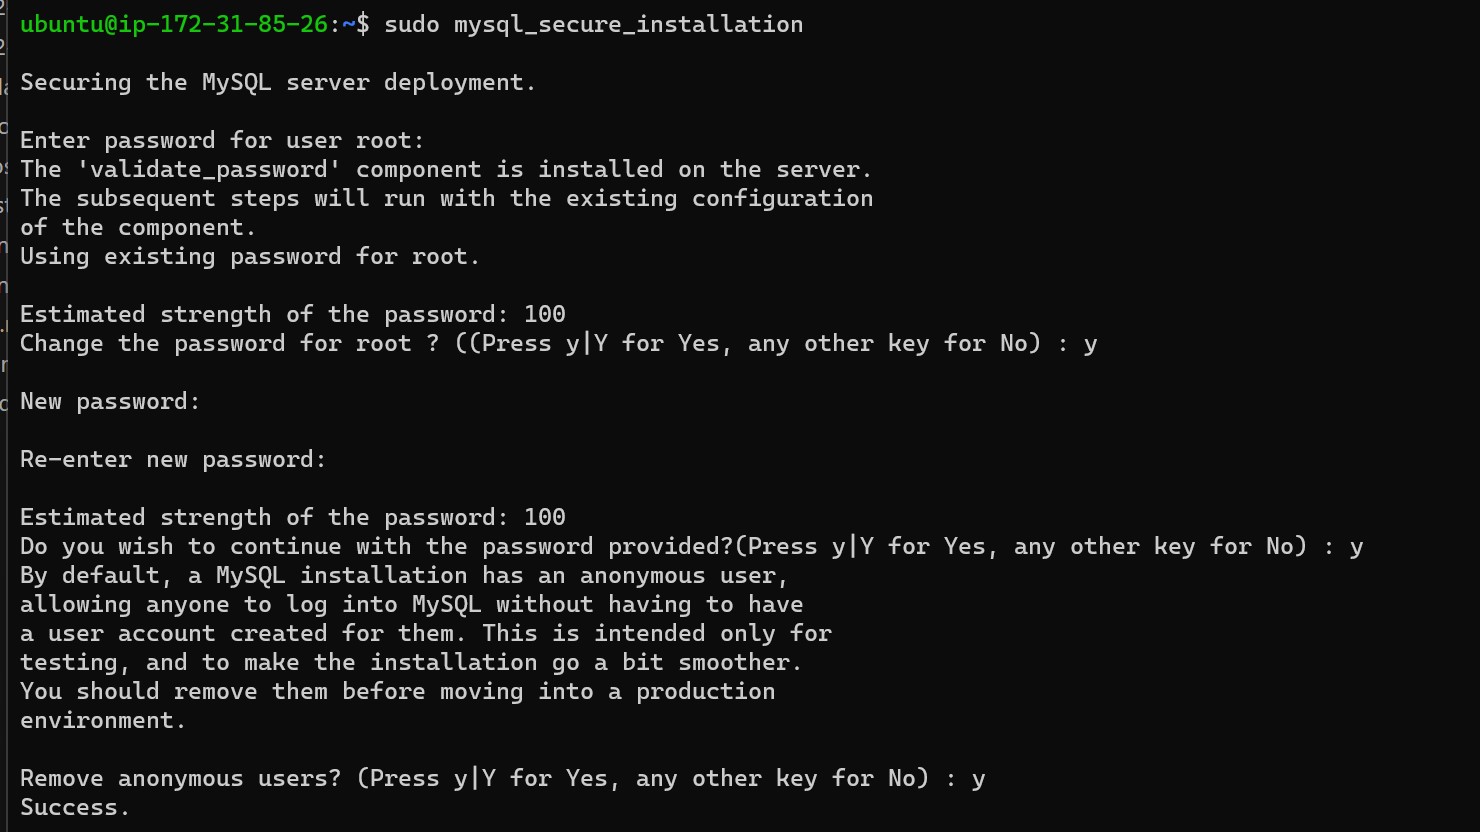 ubuntu@ip-172-31-85-26:~$ sudo mysql_secure_installation
Securing the MySQL server deployment.
Enter password for user root:
The 'validate_password' component is installed on the server.
The subsequent steps will run with the existing configuration
of the component.
Using existing password for root.
Estimated strength of the password: 100
Change the password for root ? ((Press y|Y for Yes, any other key for No) : y
New password:
Re-enter new password:
Estimated strength of the password: 100
Do you wish to continue with the password provided?(Press y|Y for Yes, any other key for No) : y
By default, a MySQL installation has an anonymous user,
allowing anyone to log into MySQL without having to have
a user account created for them. This is intended only for
testing, and to make the installation go a bit smoother.
You should remove them before moving into a production
environment.
Remove anonymous users? (Press y|Y for Yes, any other key for No) : y
Success.